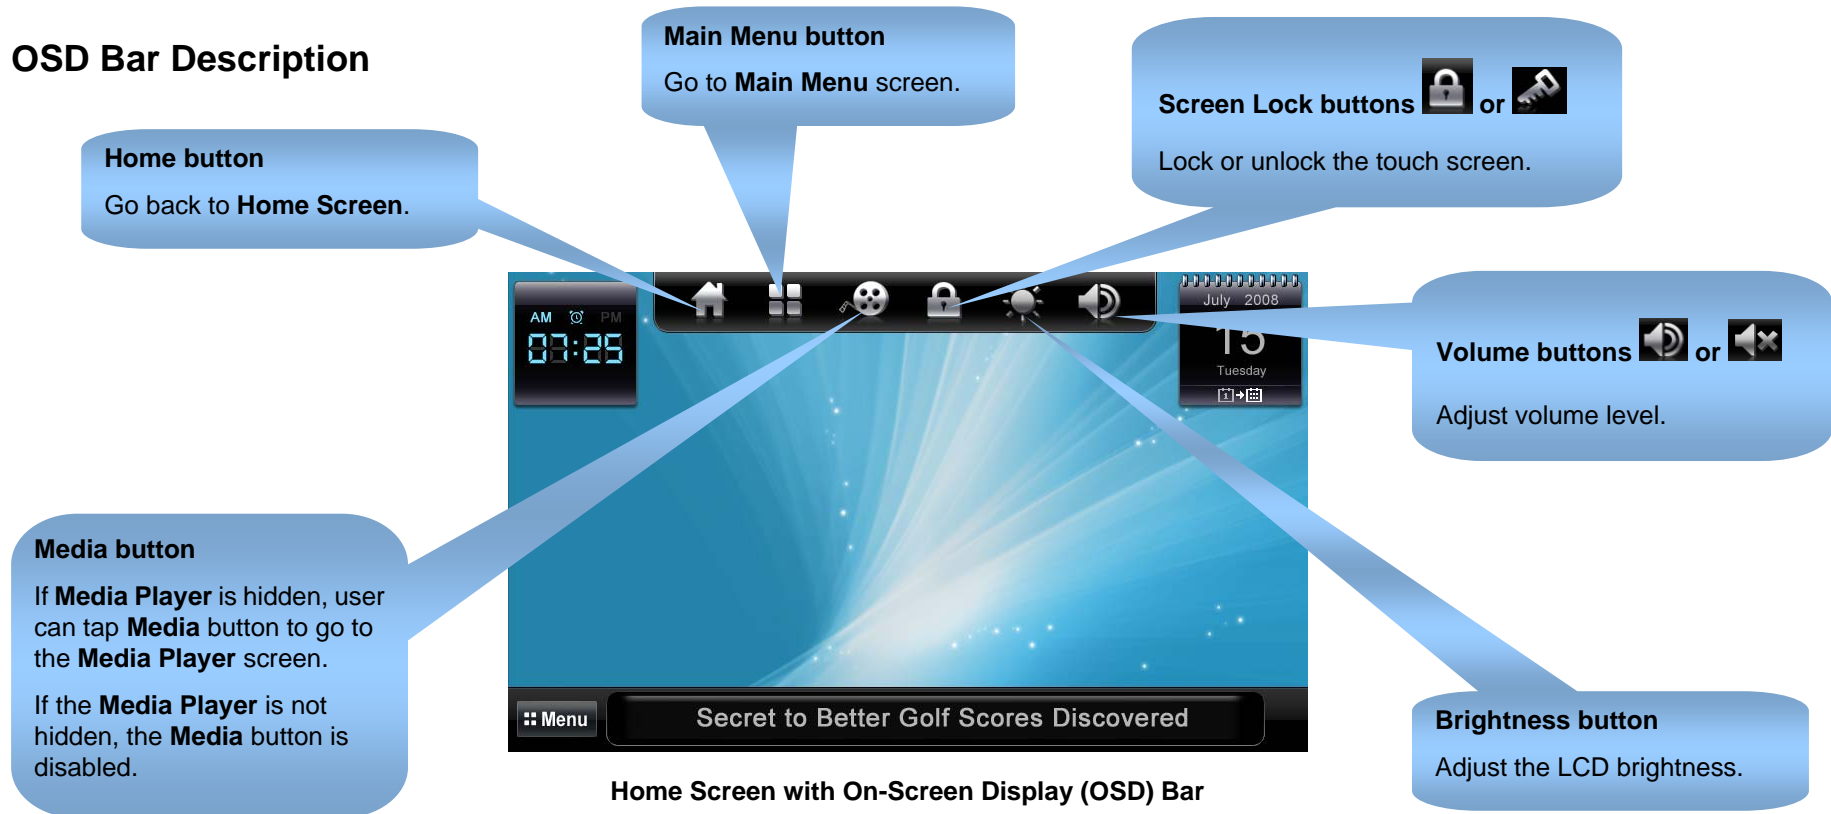 OSD Bar Description
Main Menu button
Go to Main Menu screen.
Screen Lock buttons or
Lock or unlock the touch screen.
Home button
Go back to Home Screen.
AM PM
07:25
July 2008
15
Tuesday
1
Volume buttons or
Adjust volume level.
Media button
If Media Player is hidden, user
can tap Media button to go to
the Media Player screen.
If the Media Player is not
hidden, the Media button is
disabled.
Menu
Secret to Better Golf Scores Discovered
Brightness button
Adjust the LCD brightness.
Home Screen with On-Screen Display (OSD) Bar